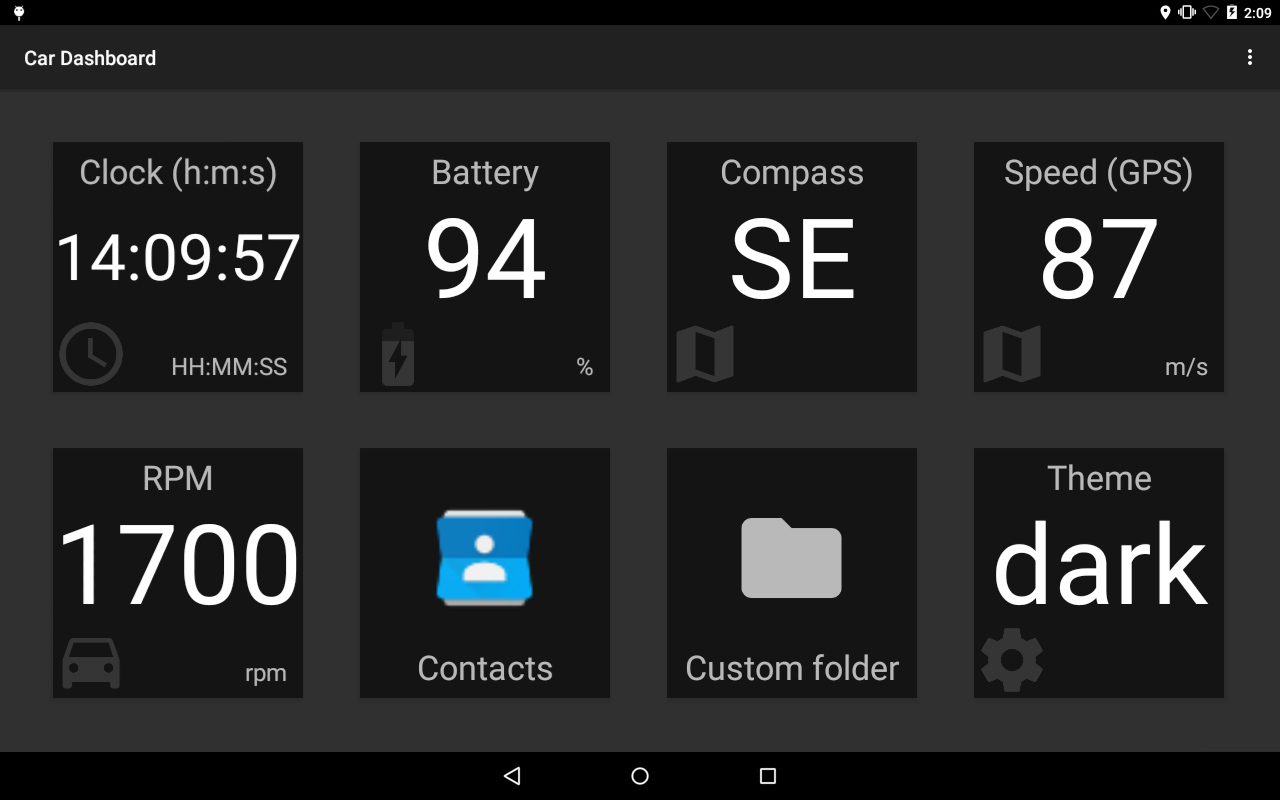 2:09
Car Dashboard
Clock (h:m:s)
14:09:57
HH:MM:SS
Battery
94
%
Compass
SE
Speed (GPS)
87
m/s
RPM
1700
rpm
Contacts
Custom folder
Theme
dark